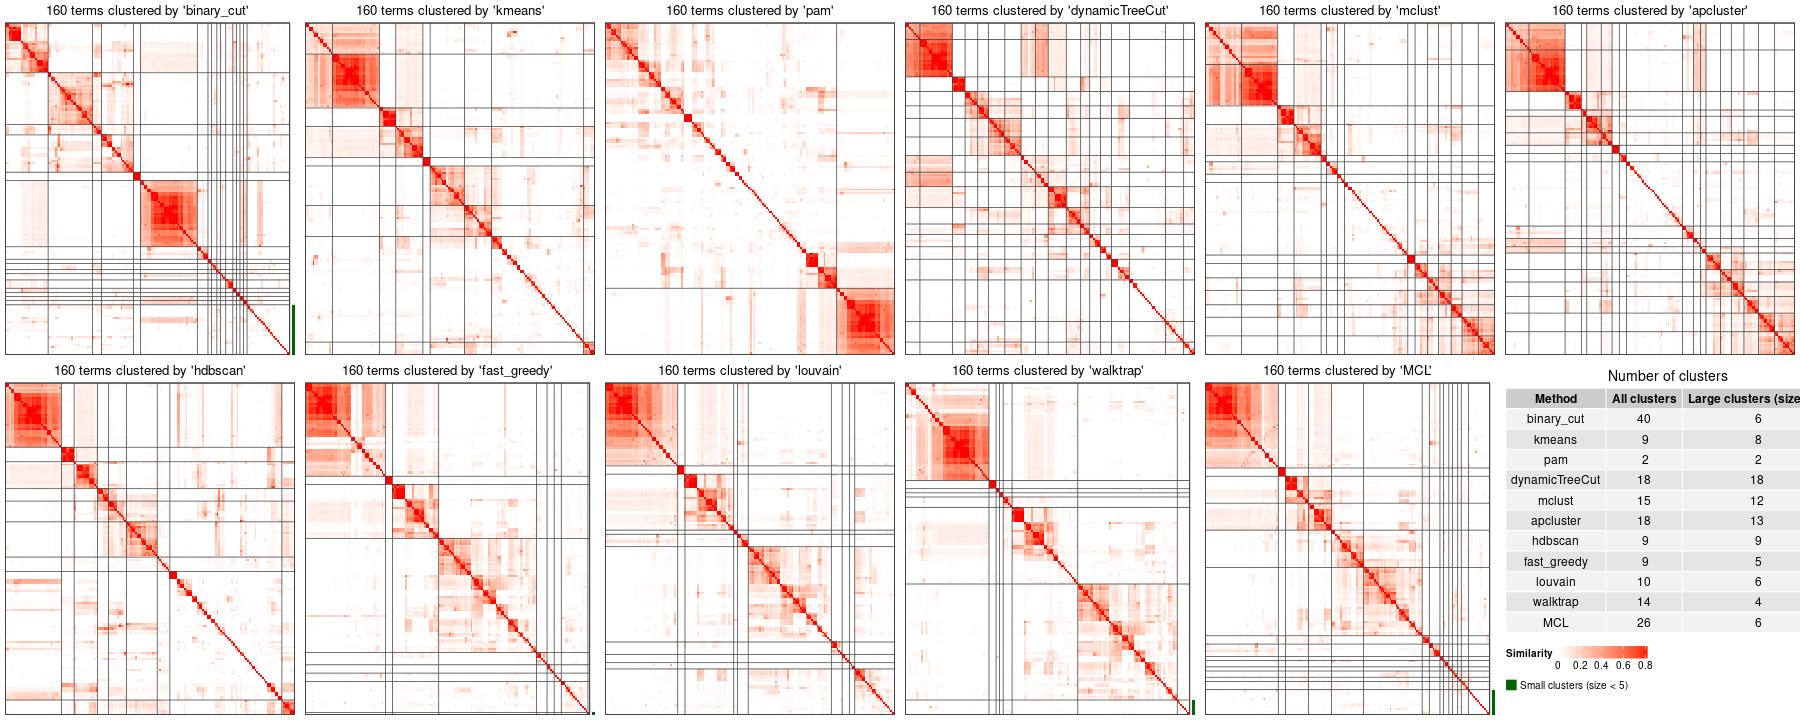 160 terms clustered by 'binary_cut'
160 terms clustered by 'kmeans'
160 terms clustered by 'pam'
160 terms clustered by 'dynamicTreeCut'
160 terms clustered by 'mclust'
160 terms clustered by 'apcluster'
160 terms clustered by 'hdbscan'
160 terms clustered by 'fast_greedy'
160 terms clustered by 'louvain'
160 terms clustered by 'walktrap'
160 terms clustered by 'MCL'
Number of clusters
Method All clusters Large clusters (size
binary_cut 40 6
kmeans 9 8
pam 2 2
dynamicTreeCut 18 18
mclust 15 12
apcluster 18 13
hdbscan 9 9
fast_greedy 9 5
louvain 10 6
walktrap 14 4
MCL 26 6
Similarity
0 0.2 0.4 0.6 0.8
Small clusters (size < 5)